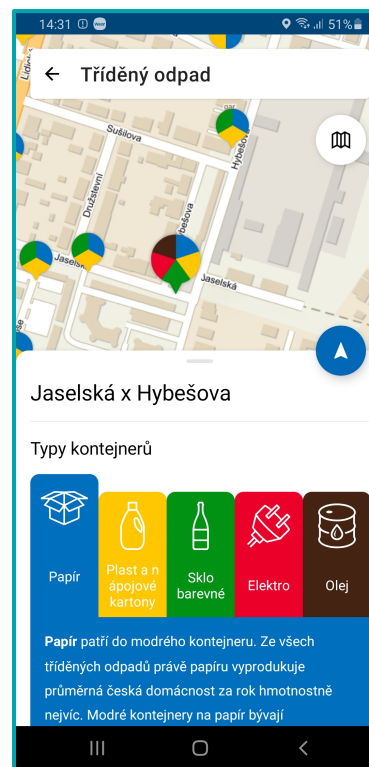 14:31
51%
Tříděný odpad
Sušilova
Hybešova
Družstevní
Hybešova
Jaselská
Jaselská
Jaselská x Hybešova
Typy kontejnerů
Papír
Plast a n
ápojové
kartony
Sklo
barevné
Elektro
Olej
Papír patří do modrého kontejneru. Ze všech
tříděných odpadů právě papíru vyprodukuje
průměrná česká domácnost za rok hmotnostně
nejvíc. Modré kontejnery na papír bývají